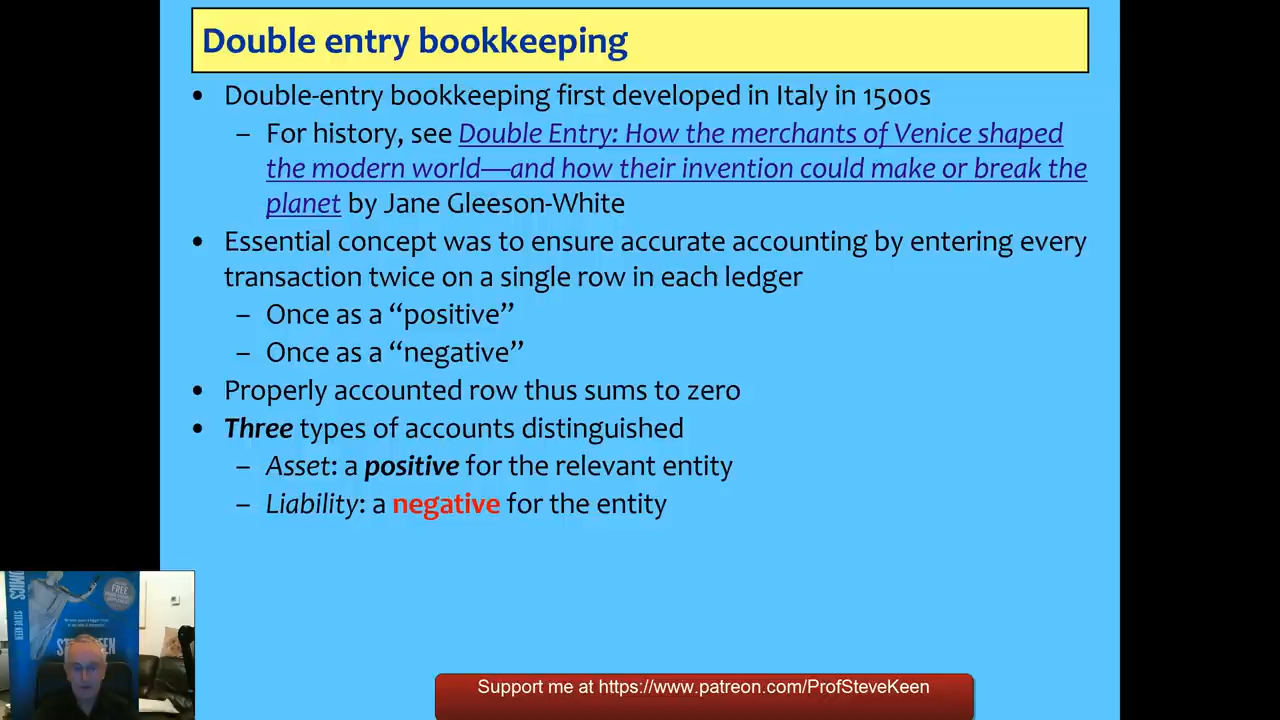 Double entry bookkeeping
• Double-entry bookkeeping first developed in Italy in 1500s
– For history, see Double Entry: How the merchants of Venice shaped
the modern world—and how their invention could make or break the
planet by Jane Gleeson-White
• Essential concept was to ensure accurate accounting by entering every
transaction twice on a single row in each ledger
– Once as a “positive”
– Once as a “negative”
• Properly accounted row thus sums to zero
• Three types of accounts distinguished
– Asset: a positive for the relevant entity
– Liability: a negative for the entity
FREE
STEVE KEEN
Support me at https://www.patreon.com/ProfSteveKeen